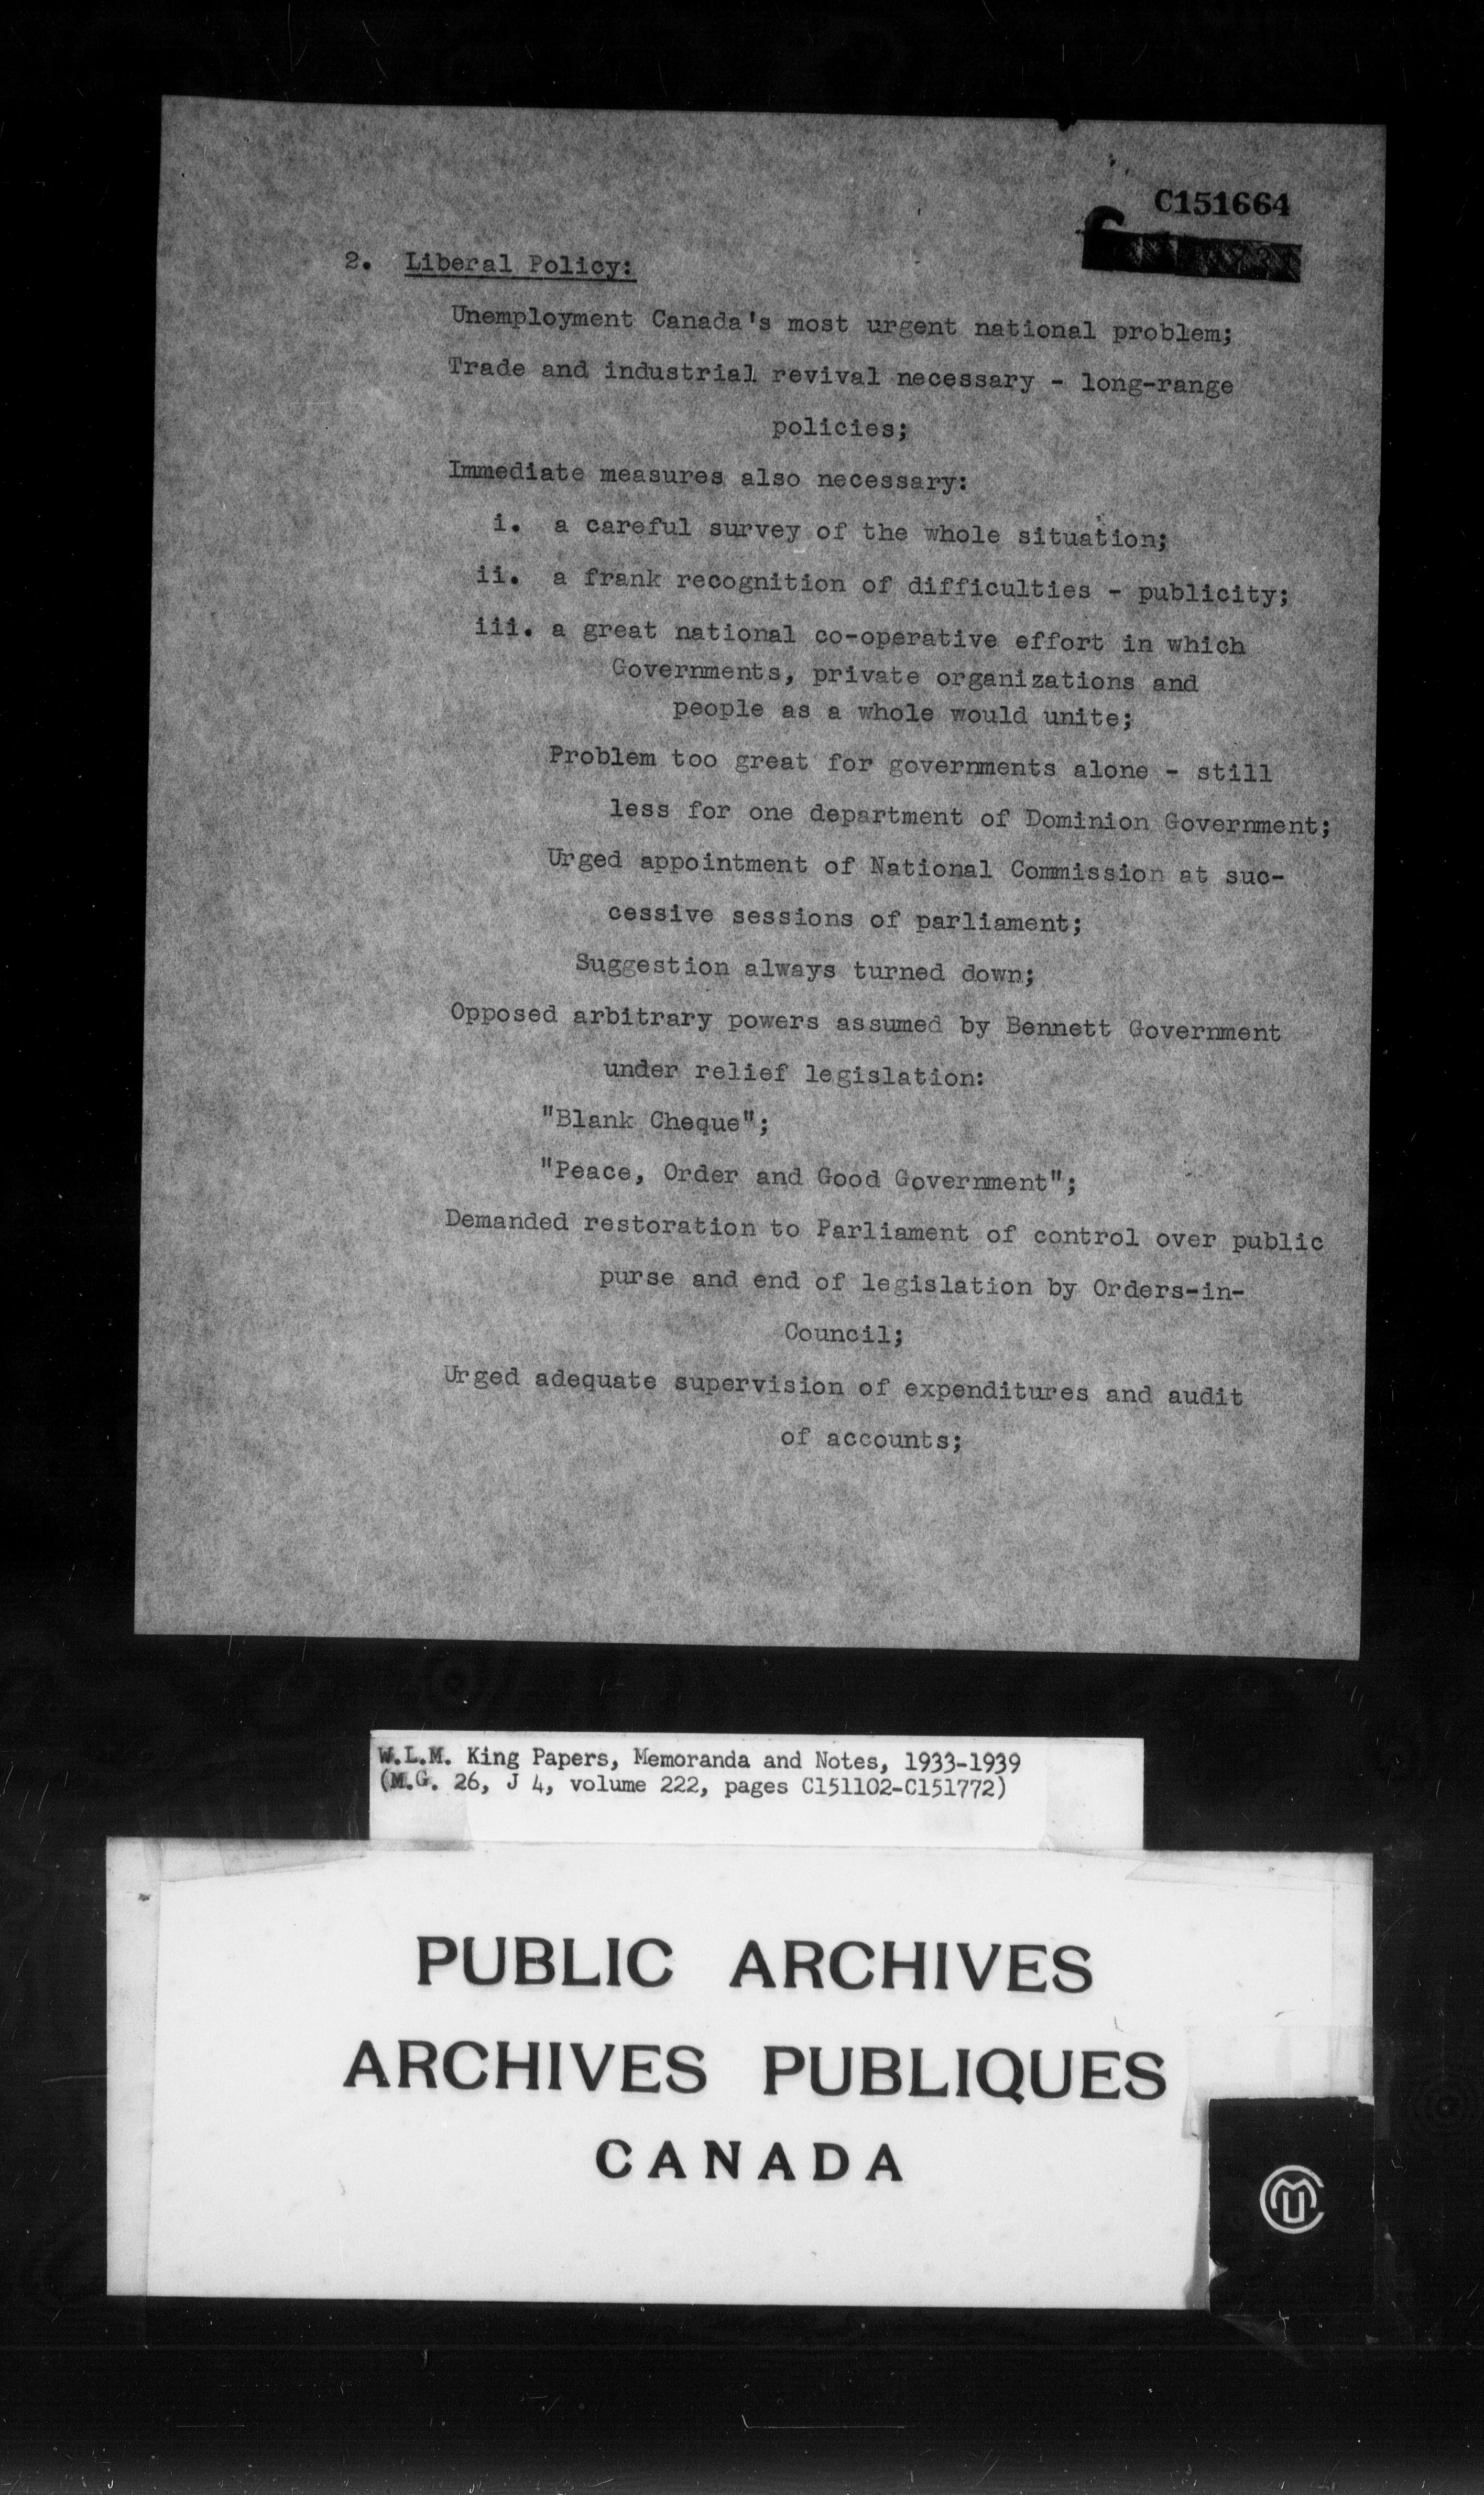 C151664
2. Liberal Policy:
Unemployment Canada's most urgent national problem;
Trade and industrial revival necessary - long-range
policies;
Immediate measures also necessary:
i. a careful survey of the whole situation;
ii. a frank recognition of difficulties - publicity;
iii. a great national co-operative effort in which
Governments, private organizations and
people as a whole would unite;
Problem too great for governments alone - still
less for one department of Dominion Government;
Urged appointment of National Commission at suc-
cessive sessions of parliament;
Suggestion always turned down;
Opposed arbitrary powers assumed by Bennett Government
under relief legislation:
"Blank Cheque";
"Peace, Order and Good Government";
Demanded restoration to Parliament of control over public
purse and end of legislation by Orders-in-
Council;
Urged adequate supervision of expenditures and audit
of accounts;
W.L.M. King Papers, Memoranda and Notes, 1933-1939
(M.G. 26, J 4, volume 222, pages C151102-C151772)
PUBLIC ARCHIVES
ARCHIVES PUBLIQUES
CANADA